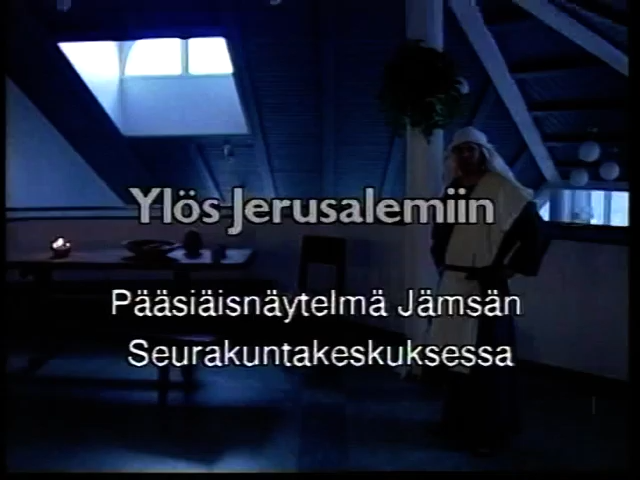 Ylös Jerusalemiin
Pääsiäisnäytelmä Jämsän
Seurakuntakeskuksessa